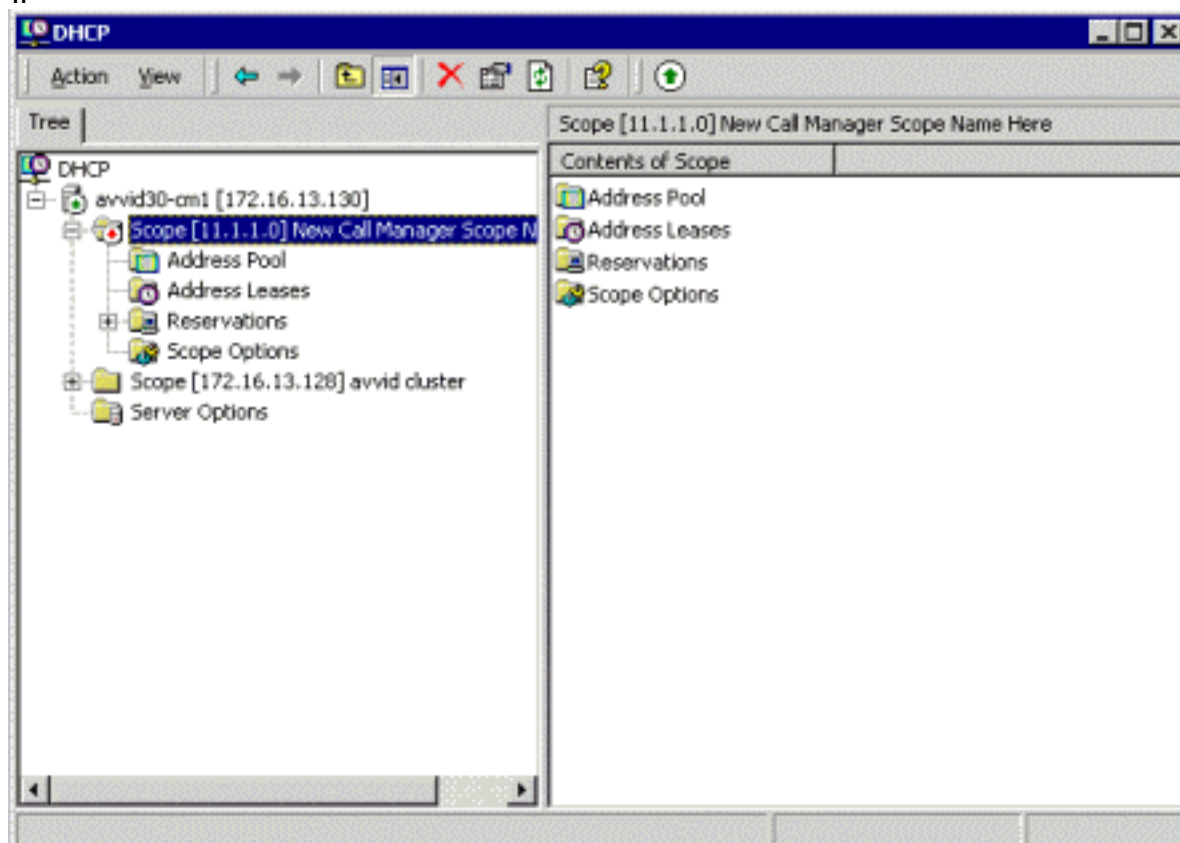 DHCP
Action View
Tree
Scope [11.1.1.0] New Call Manager Scope Name Here
DHCP
avvid30-cm1 [172.16.13.130]
Scope [11.1.1.0] New Call Manager Scope N
Address Pool
Address Leases
Reservations
Scope Options
Scope [172.16.13.128] avvid cluster
Server Options
Contents of Scope
Address Pool
Address Leases
Reservations
Scope Options